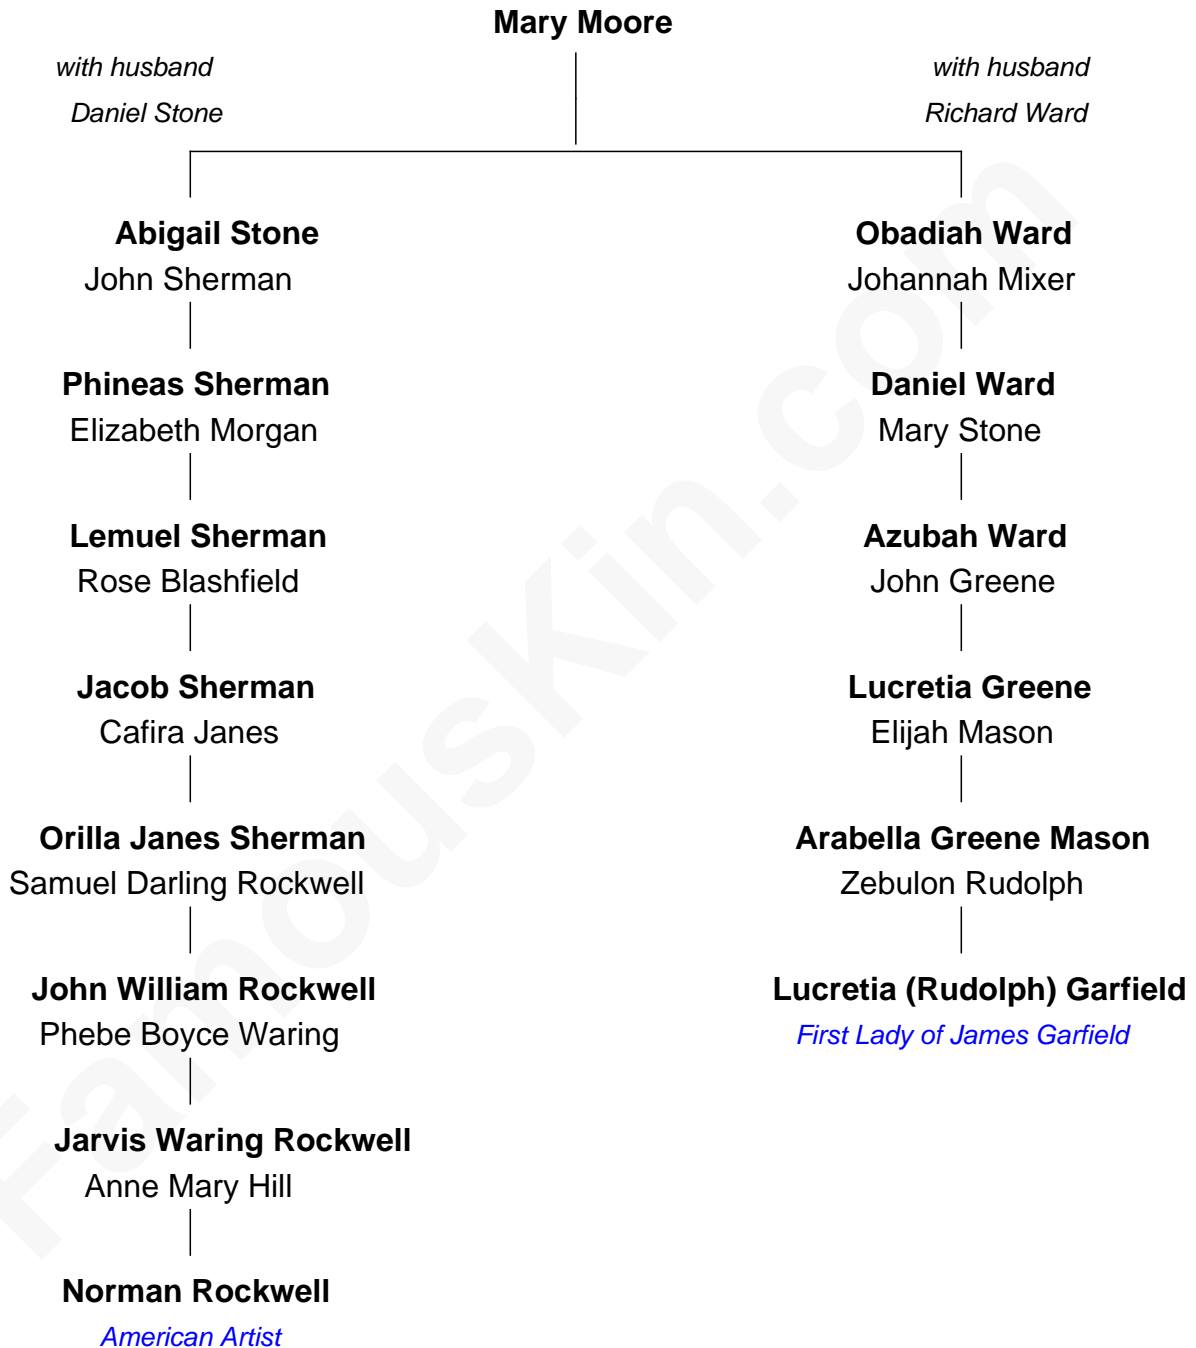 Mary Moore
with husband
Daniel Stone
with husband
Richard Ward
Abigail Stone
John Sherman
Obadiah Ward
Johannah Mixer
Phineas Sherman
Elizabeth Morgan
Daniel Ward
Mary Stone
Lemuel Sherman
Rose Blashfield
Azubah Ward
John Greene
Jacob Sherman
Cafira Janes
Lucretia Greene
Elijah Mason
Orilla Janes Sherman
Samuel Darling Rockwell
Arabella Greene Mason
Zebulon Rudolph
John William Rockwell
Phebe Boyce Waring
Lucretia (Rudolph) Garfield
First Lady of James Garfield
Jarvis Waring Rockwell
Anne Mary Hill
Norman Rockwell
American Artist
FamousKin.com